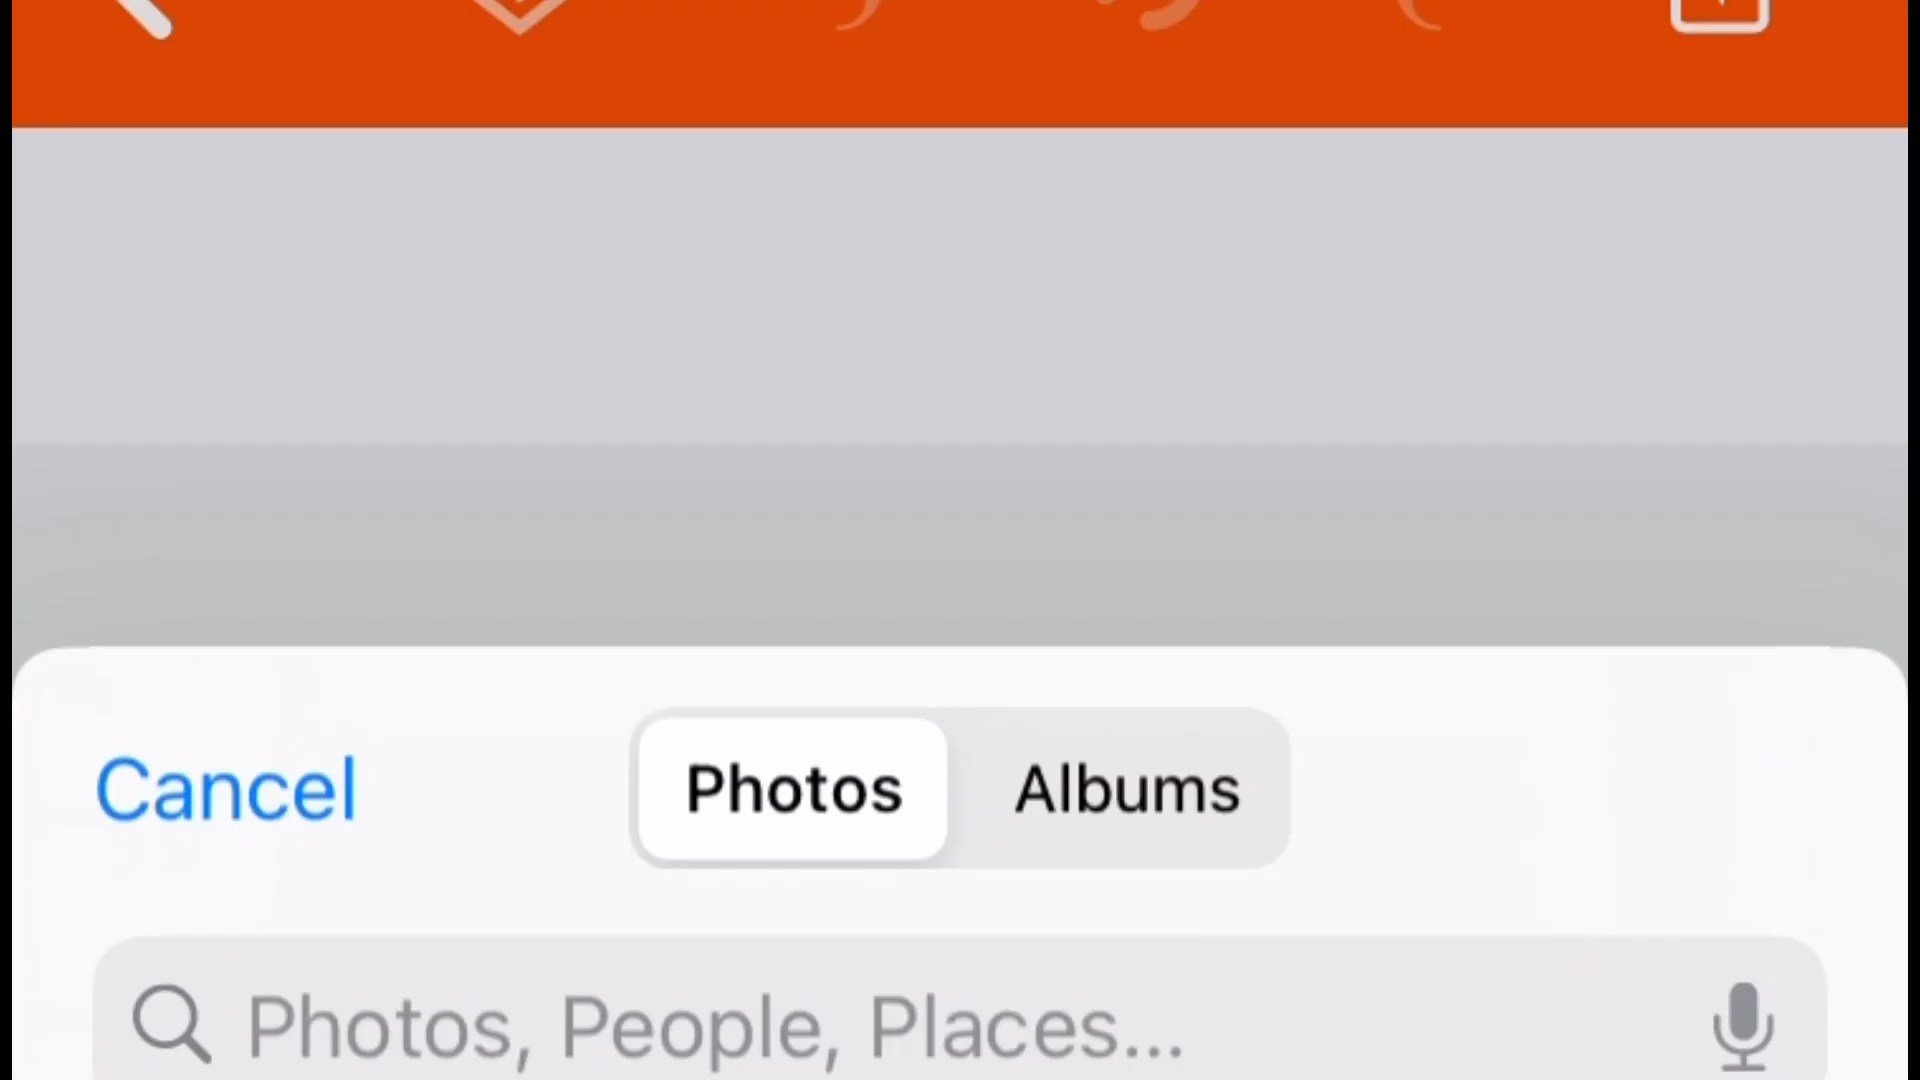 Cancel
Photos
Albums
Photos, People, Places...